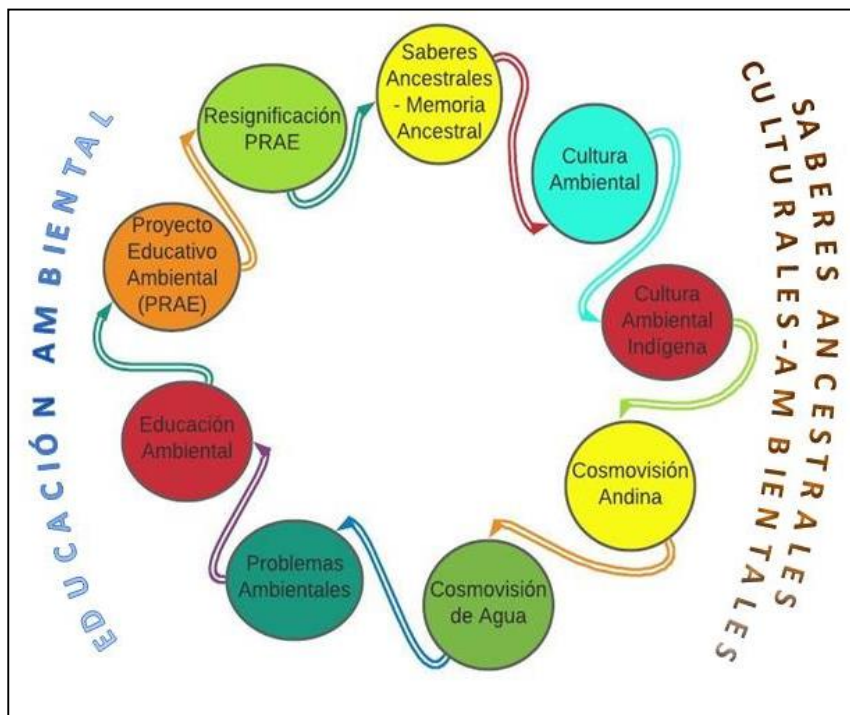 EDUCACIÓN AMBIENTAL
Saberes
Ancestrales
- Memoria
Ancestral
Cultura
Ambiental
Cultura
Ambiental
Indígena
Cosmovisión
Andina
Cosmovisión
de Agua
Problemas
Ambientales
Educación
Ambiental
Proyecto
Educativo
Ambiental
(PRAE)
Resignificación
PRAE
SABERES ANCESTRALES
CULTURALES-AMBIENTALES